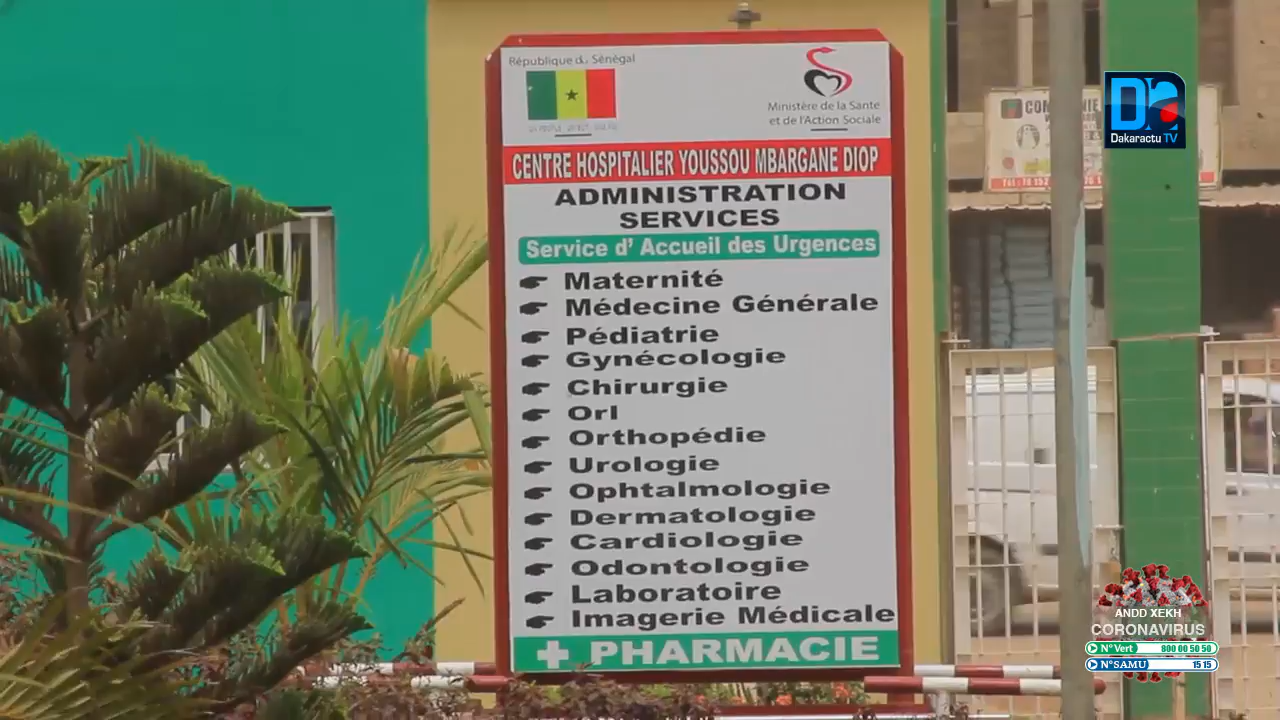 République du Sénégal
Ministère de la Sante
et de l'Action Sociale
CENTRE HOSPITALIER YOUSSOU MBARGANE DIOP
ADMINISTRATION
SERVICES
Service d' Accueil des Urgences
Maternité
Médecine Générale
Pédiatrie
Gynécologie
Chirurgie
Orl
Orthopédie
Urologie
Ophtalmologie
Dermatologie
Cardiologie
Odontologie
Laboratoire
Imagerie Médicale
PHARMACIE
Dakaractu TV
ANDD XEKH
CORONAVIRUS
N° Vert 800 00 50 50
N° SAMU 15 15